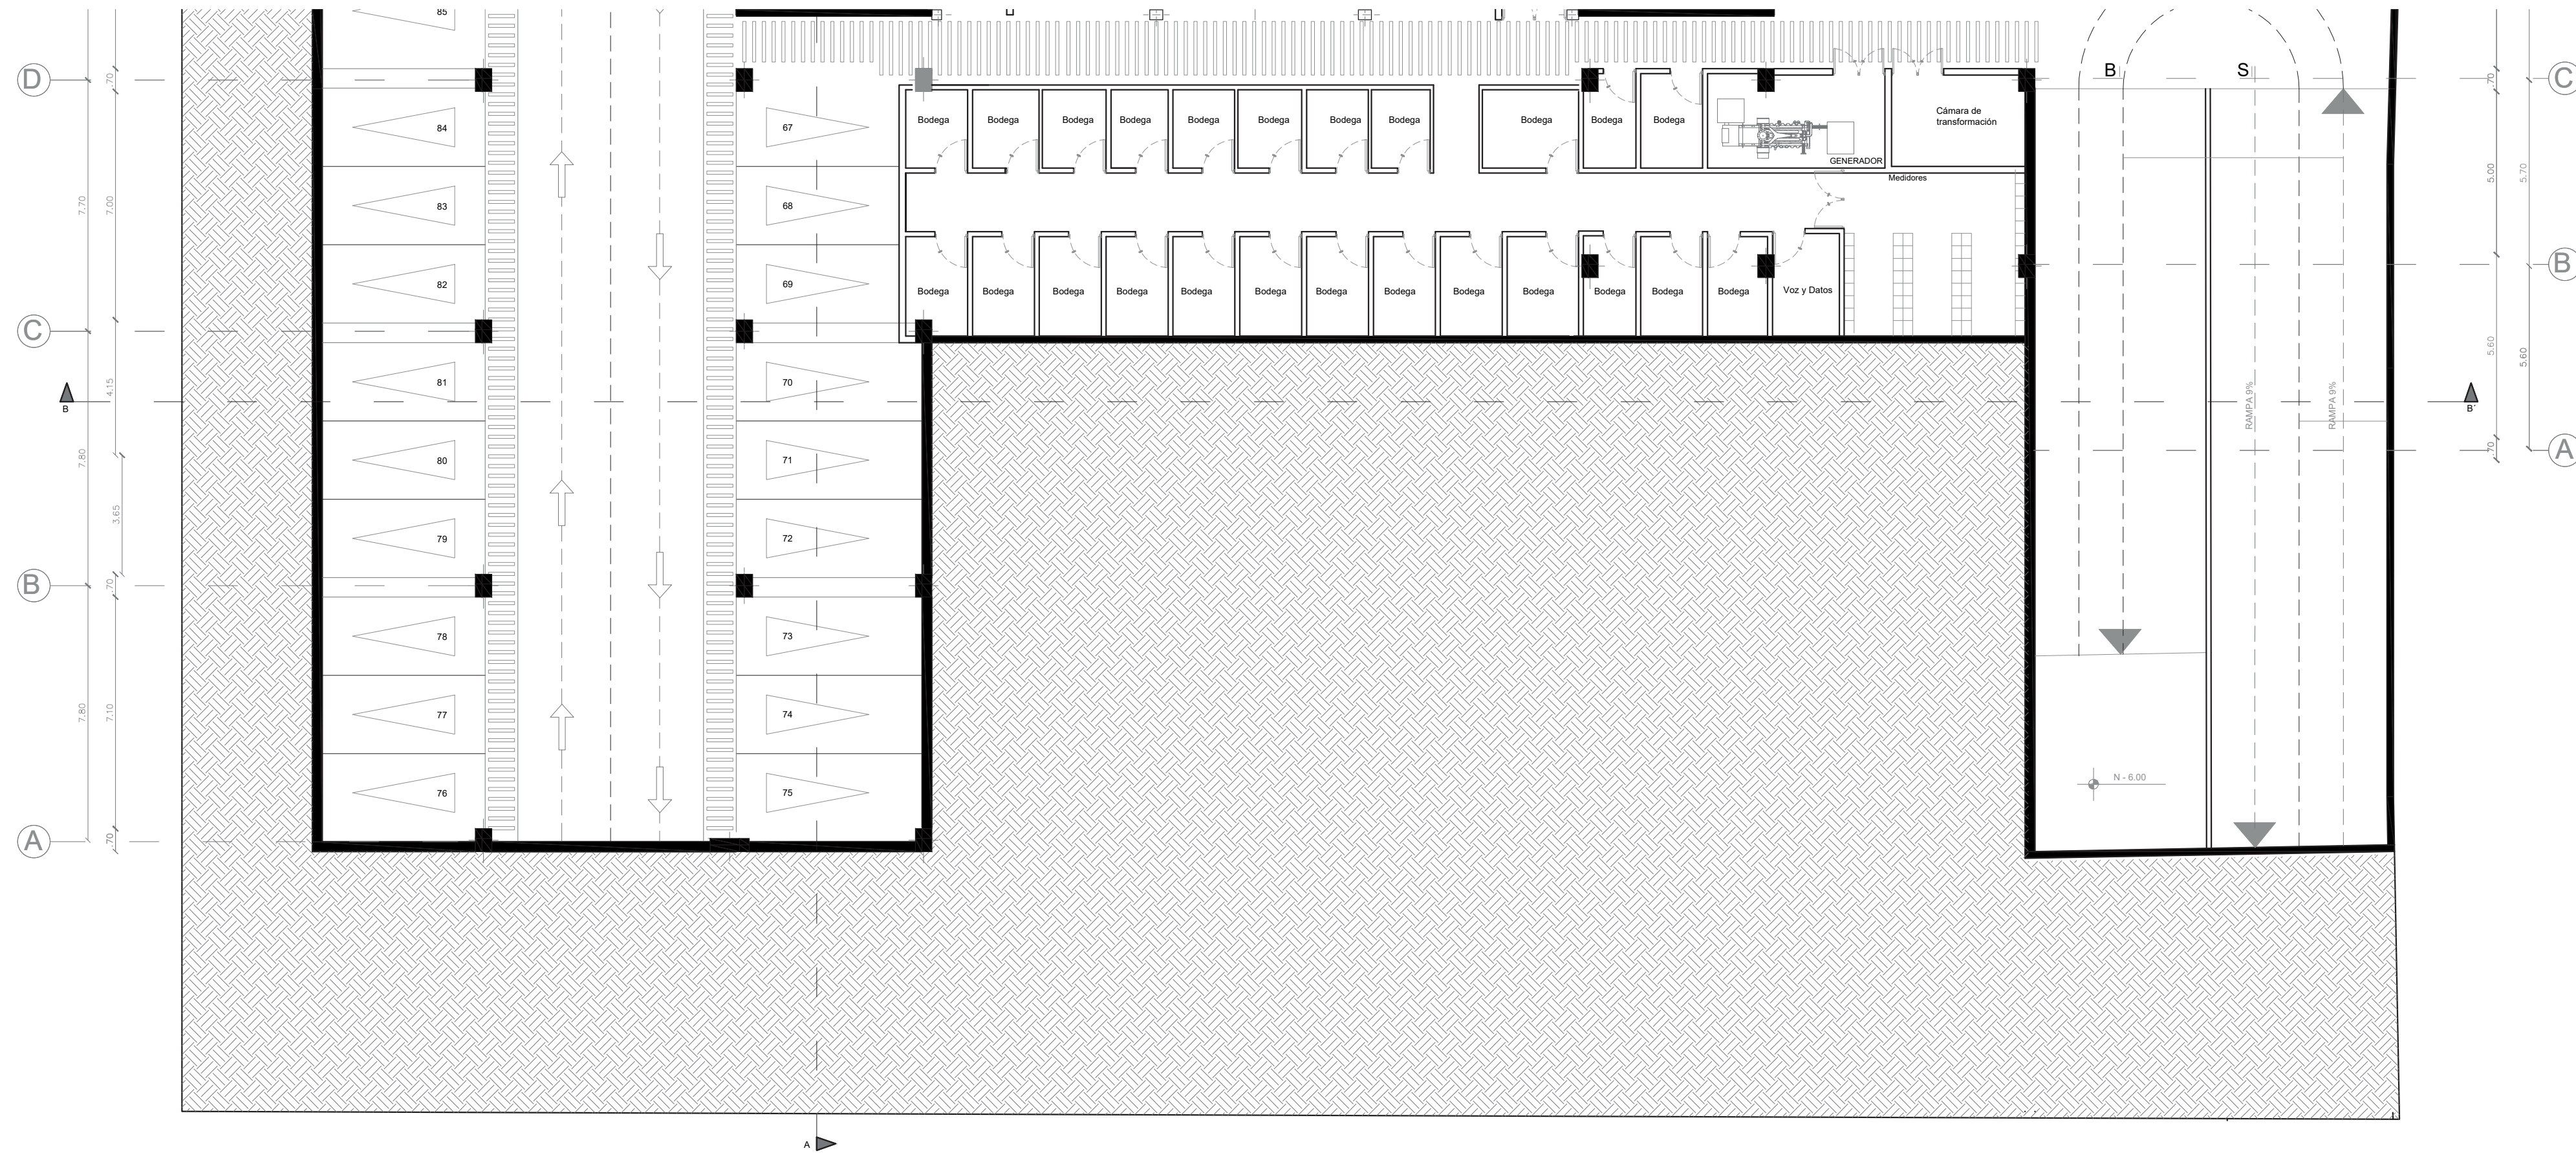 85
D
.70
84
67
Bodega
Bodega
Bodega
Bodega
Bodega
Bodega
Bodega
Bodega
Bodega
Bodega
Bodega
GENERADOR
Cámara de
transformación
B
S
.70
C
7.70
7.00
83
68
Medidores
5.00
5.70
82
69
Bodega
Bodega
Bodega
Bodega
Bodega
Bodega
Bodega
Bodega
Bodega
Bodega
Bodega
Bodega
Bodega
Voz y Datos
B
C
5.60
5.60
4.15
81
70
RAMPA 9%
RAMPA 9%
B
B´
7.80
80
71
.70
A
3.65
79
72
B
.70
78
73
7.80
7.10
77
74
76
75
N - 6.00
A
.70
A